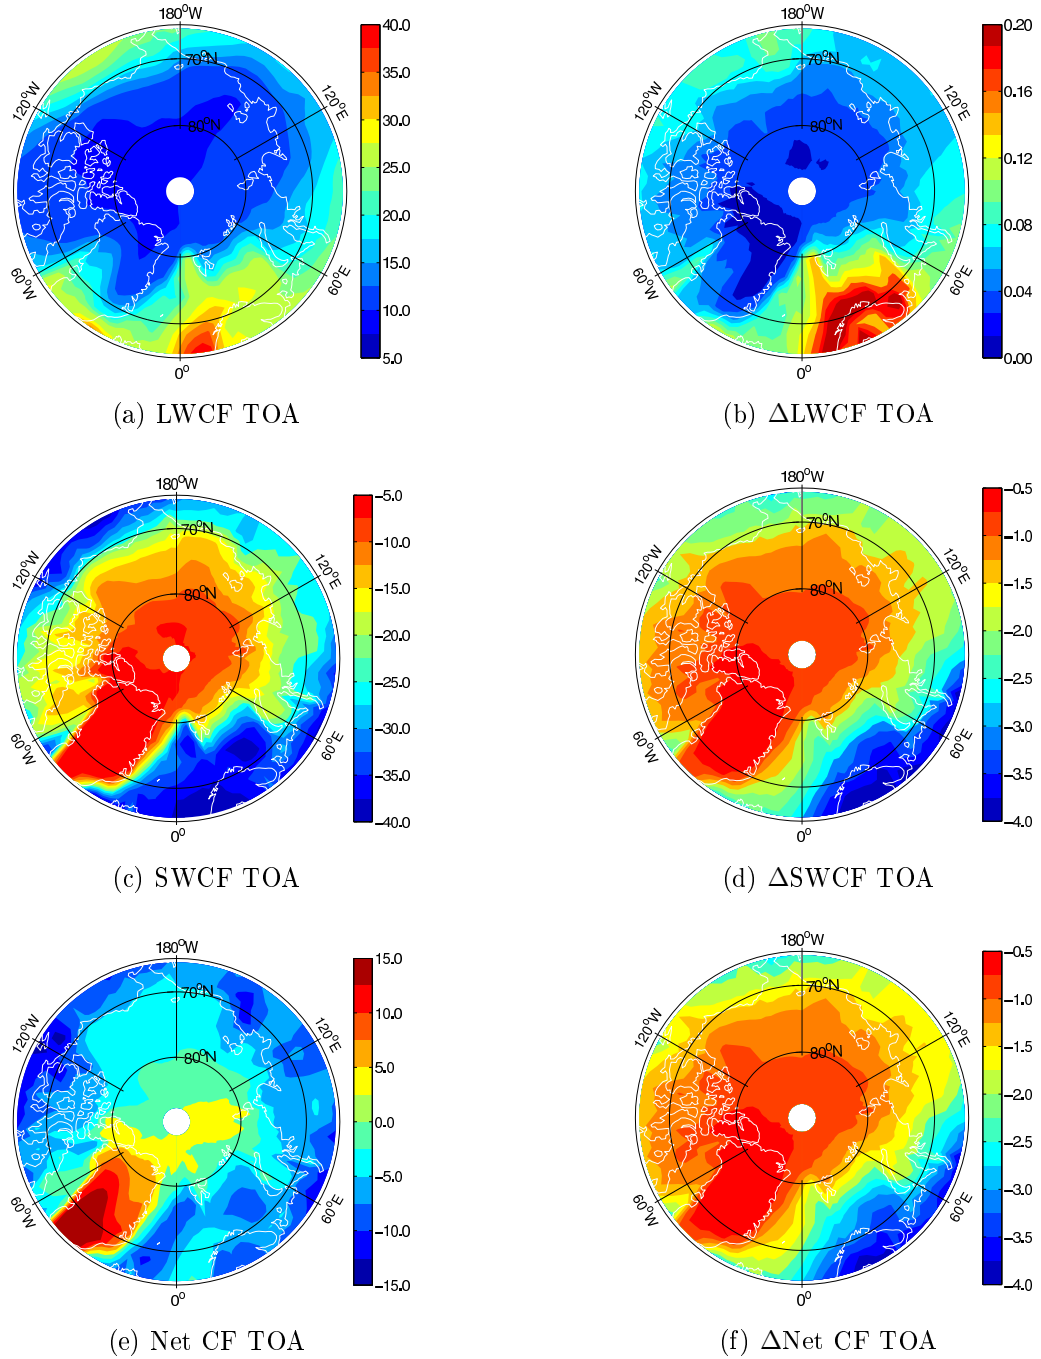 180°W
70°N
80°N
120°W
120°E
60°W
60°E
0°
40.0
35.0
30.0
25.0
20.0
15.0
10.0
5.0
(a) LWCF TOA
180°W
70°N
80°N
120°W
120°E
60°W
60°E
0°
0.20
0.16
0.12
0.08
0.04
0.00
(b) ΔLWCF TOA
180°W
70°N
80°N
120°W
120°E
60°W
60°E
0°
−5.0
−10.0
−15.0
−20.0
−25.0
−30.0
−35.0
−40.0
(c) SWCF TOA
180°W
70°N
80°N
120°W
120°E
60°W
60°E
0°
−0.5
−1.0
−1.5
−2.0
−2.5
−3.0
−3.5
−4.0
(d) ΔSWCF TOA
180°W
70°N
80°N
120°W
120°E
60°W
60°E
0°
15.0
10.0
5.0
0.0
−5.0
−10.0
−15.0
(e) Net CF TOA
180°W
70°N
80°N
120°W
120°E
60°W
60°E
0°
−0.5
−1.0
−1.5
−2.0
−2.5
−3.0
−3.5
−4.0
(f) ΔNet CF TOA